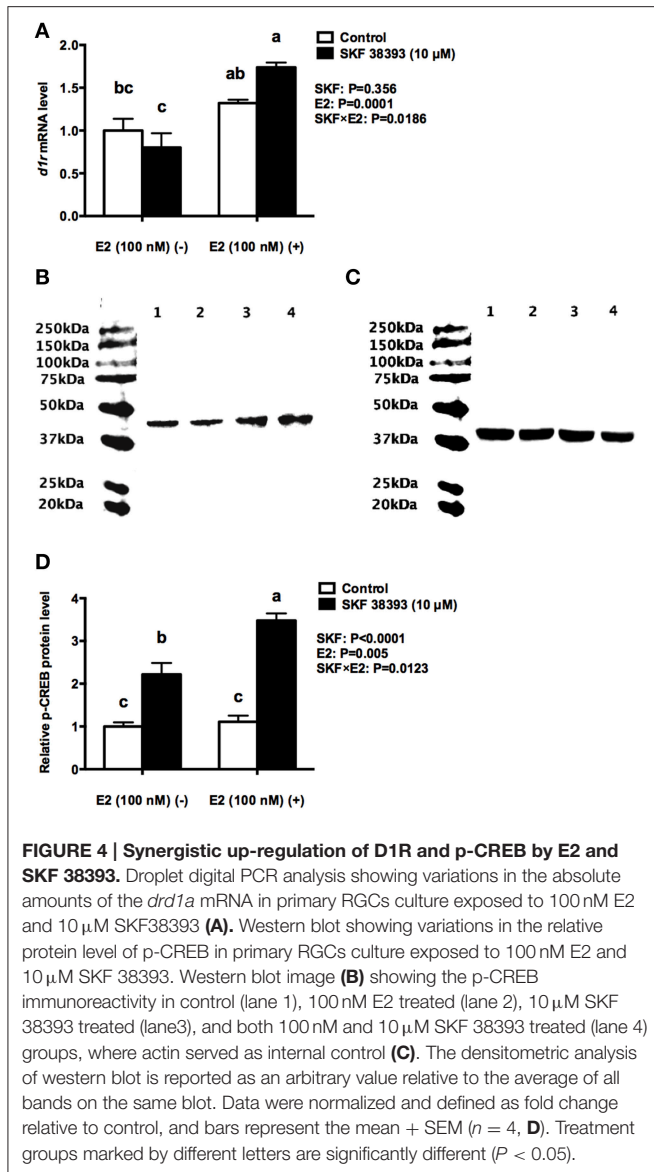 A
d1r mRNA level
2.0
1.5
1.0
0.5
0.0
bc
c
ab
a
E2 (100 nM) (-)
E2 (100 nM) (+)
Control
SKF 38393 (10 µM)
SKF: P=0.356
E2: P=0.0001
SKF×E2: P=0.0186
B
1 2 3 4
250kDa
150kDa
100kDa
75kDa
50kDa
37kDa
25kDa
20kDa
C
1 2 3 4
250kDa
150kDa
100kDa
75kDa
50kDa
37kDa
25kDa
20kDa
D
Relative p-CREB protein level
4
3
2
1
0
c
b
c
a
E2 (100 nM) (-)
E2 (100 nM) (+)
Control
SKF 38393 (10 µM)
SKF: P<0.0001
E2: P=0.005
SKF×E2: P=0.0123
FIGURE 4 | Synergistic up-regulation of D1R and p-CREB by E2 and
SKF 38393. Droplet digital PCR analysis showing variations in the absolute
amounts of the drd1a mRNA in primary RGCs culture exposed to 100 nM E2
and 10 µM SKF38393 (A). Western blot showing variations in the relative
protein level of p-CREB in primary RGCs culture exposed to 100 nM E2 and
10 µM SKF 38393. Western blot image (B) showing the p-CREB
immunoreactivity in control (lane 1), 100 nM E2 treated (lane 2), 10 µM SKF
38393 treated (lane3), and both 100 nM and 10 µM SKF 38393 treated (lane 4)
groups, where actin served as internal control (C). The densitometric analysis
of western blot is reported as an arbitrary value relative to the average of all
bands on the same blot. Data were normalized and defined as fold change
relative to control, and bars represent the mean + SEM (n = 4, D). Treatment
groups marked by different letters are significantly different (P < 0.05).